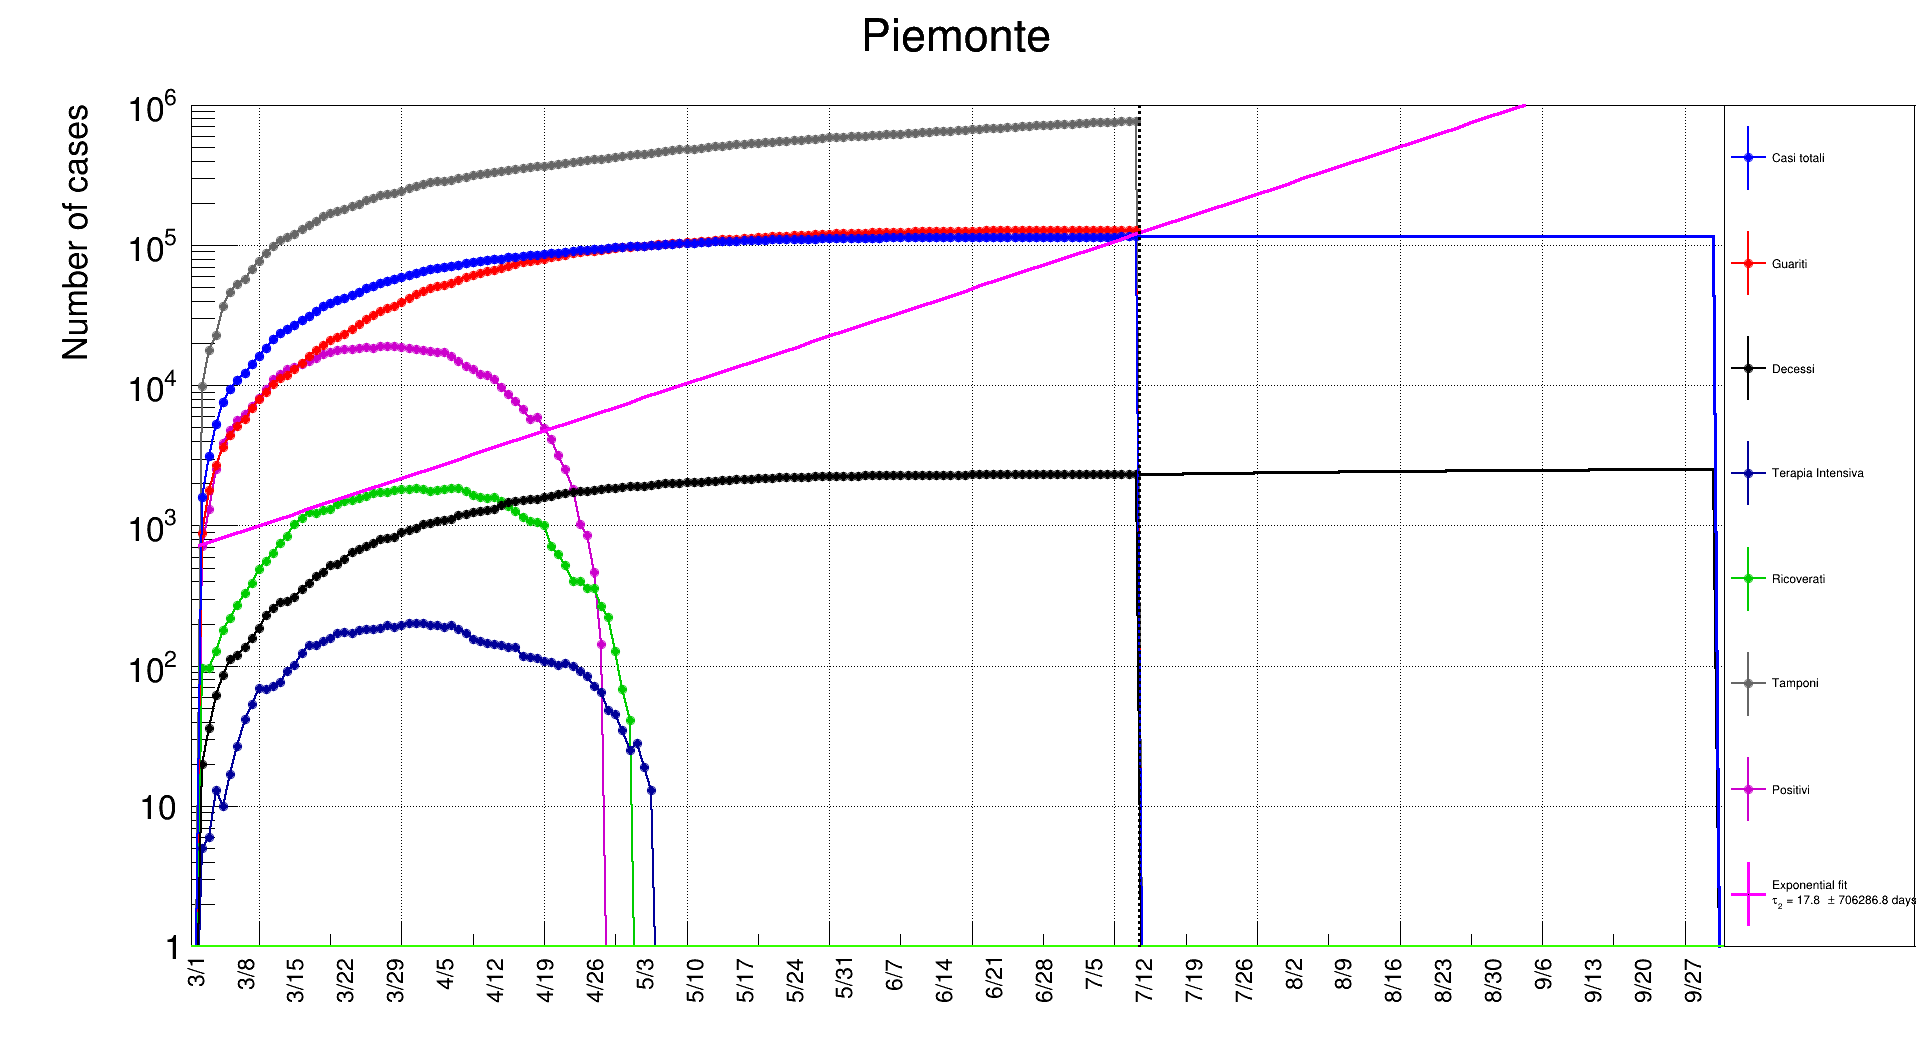 Piemonte
Number of cases
10^6
10^5
10^4
10^3
10^2
10
1
3/1 3/8 3/15 3/22 3/29 4/5 4/12 4/19 4/26 5/3 5/10 5/17 5/24 5/31 6/7 6/14 6/21 6/28 7/5 7/12 7/19 7/26 8/2 8/9 8/16 8/23 8/30 9/6 9/13 9/20 9/27
Casi totali
Guariti
Decessi
Terapia Intensiva
Ricoverati
Tamponi
Positivi
Exponential fit
τ₂ = 17.8 ± 706286.8 days